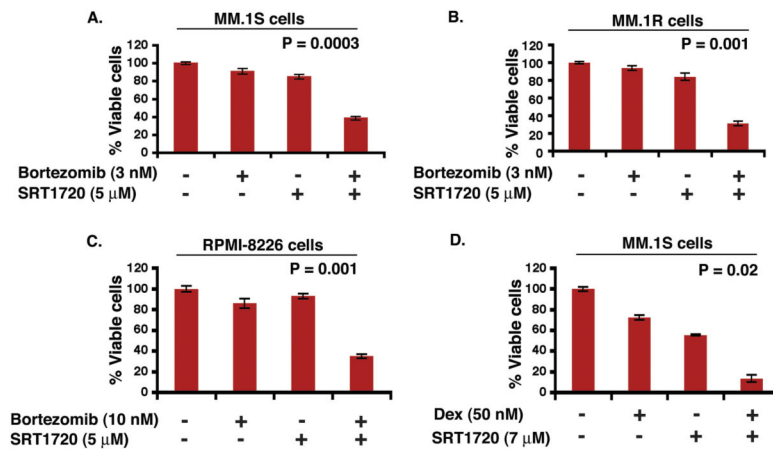 A.
MM.1S cells
P = 0.0003
% Viable cells
120
100
80
60
40
20
0
Bortezomib (3 nM) - + - +
SRT1720 (5 μM) - - + +
B.
MM.1R cells
P = 0.001
% Viable cells
120
100
80
60
40
20
0
Bortezomib (3 nM) - + - +
SRT1720 (5 μM) - - + +
C.
RPMI-8226 cells
P = 0.001
% Viable cells
120
100
80
60
40
20
0
Bortezomib (10 nM) - + - +
SRT1720 (5 μM) - - + +
D.
MM.1S cells
P = 0.02
% Viable cells
120
100
80
60
40
20
0
Dex (50 nM) - + - +
SRT1720 (7 μM) - - + +